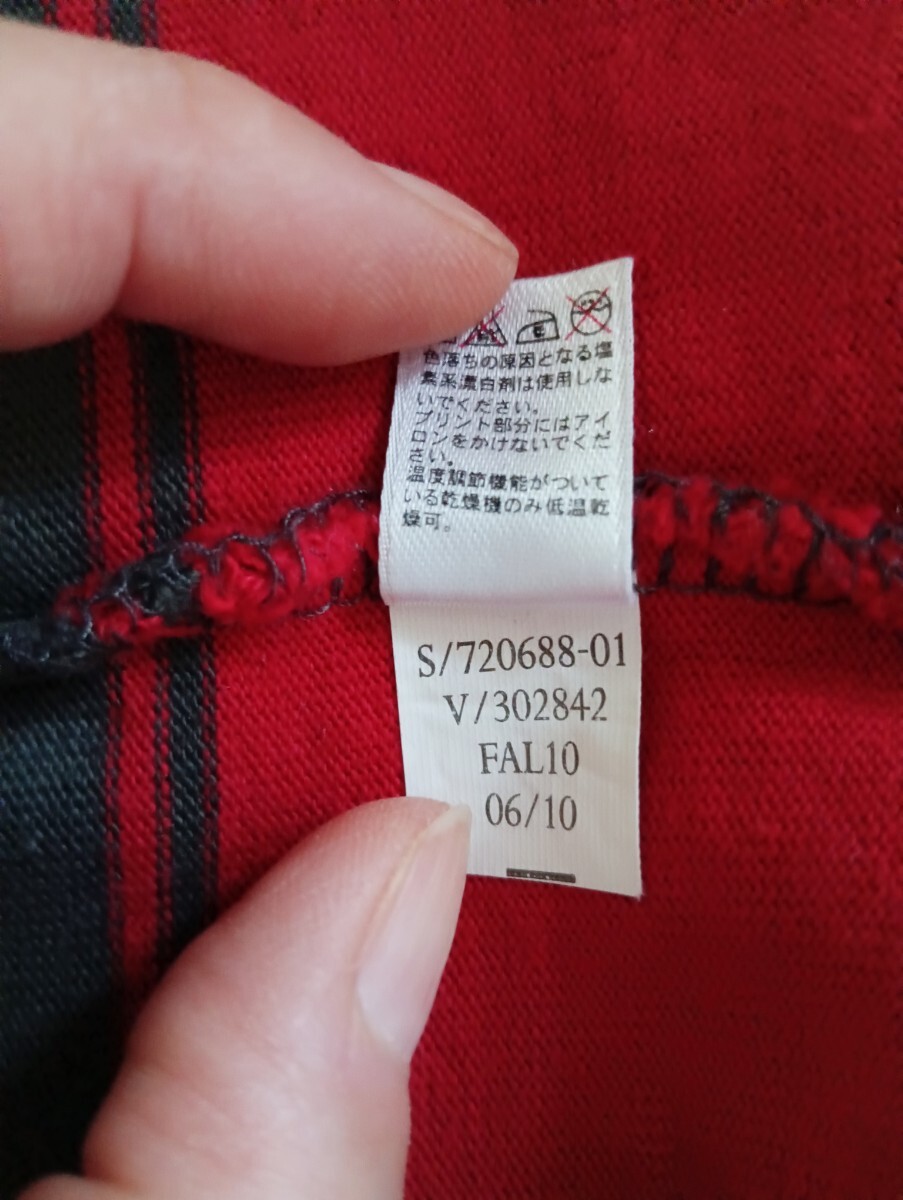 色落ちの原因となる塩
素系漂白剤は使用しな
いでください。
プリント部分にはアイ
ロンをかけないでくだ
さい。
温度調節機能がついて
いる乾燥機のみ低温乾
燥可。
S/720688-01
V/302842
FAL10
06/10